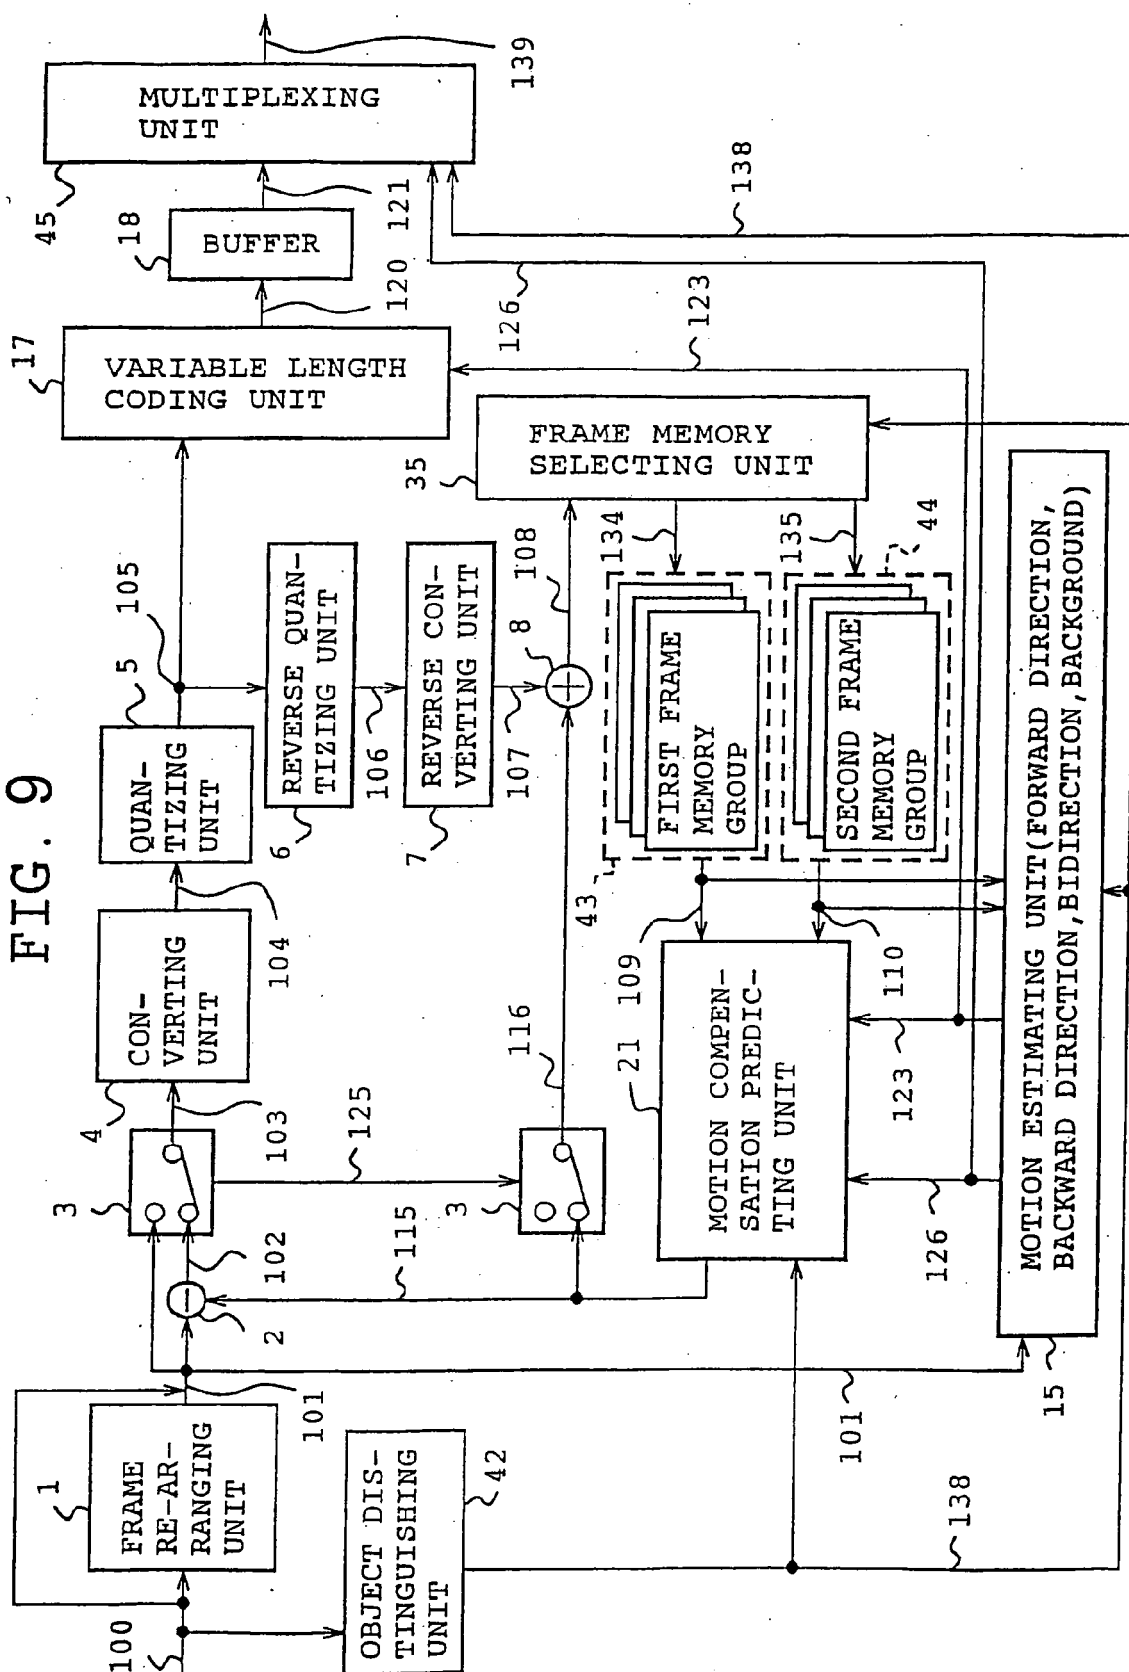 FIG. 9
100
1
FRAME
RE-AR-
RANGING
UNIT
101
2
102
3
103
4
CON-
VERTING
UNIT
104
5
QUAN-
TIZING
UNIT
105
17
VARIABLE LENGTH
CODING UNIT
120
18
BUFFER
121
45
MULTIPLEXING
UNIT
139
OBJECT DIS-
TINGUISHING
UNIT
42
115
125
3
116
6
REVERSE QUAN-
TIZING UNIT
106
7
REVERSE CON-
VERTING UNIT
107
8
108
35
FRAME MEMORY
SELECTING UNIT
126
123
138
134
135
44
43
FIRST FRAME
MEMORY
GROUP
SECOND FRAME
MEMORY
GROUP
109
110
21
MOTION COMPEN-
SATION PREDIC-
TING UNIT
126
123
101
138
15
MOTION ESTIMATING UNIT(FORWARD DIRECTION,
BACKWARD DIRECTION,BIDIRECTION,BACKGROUND)